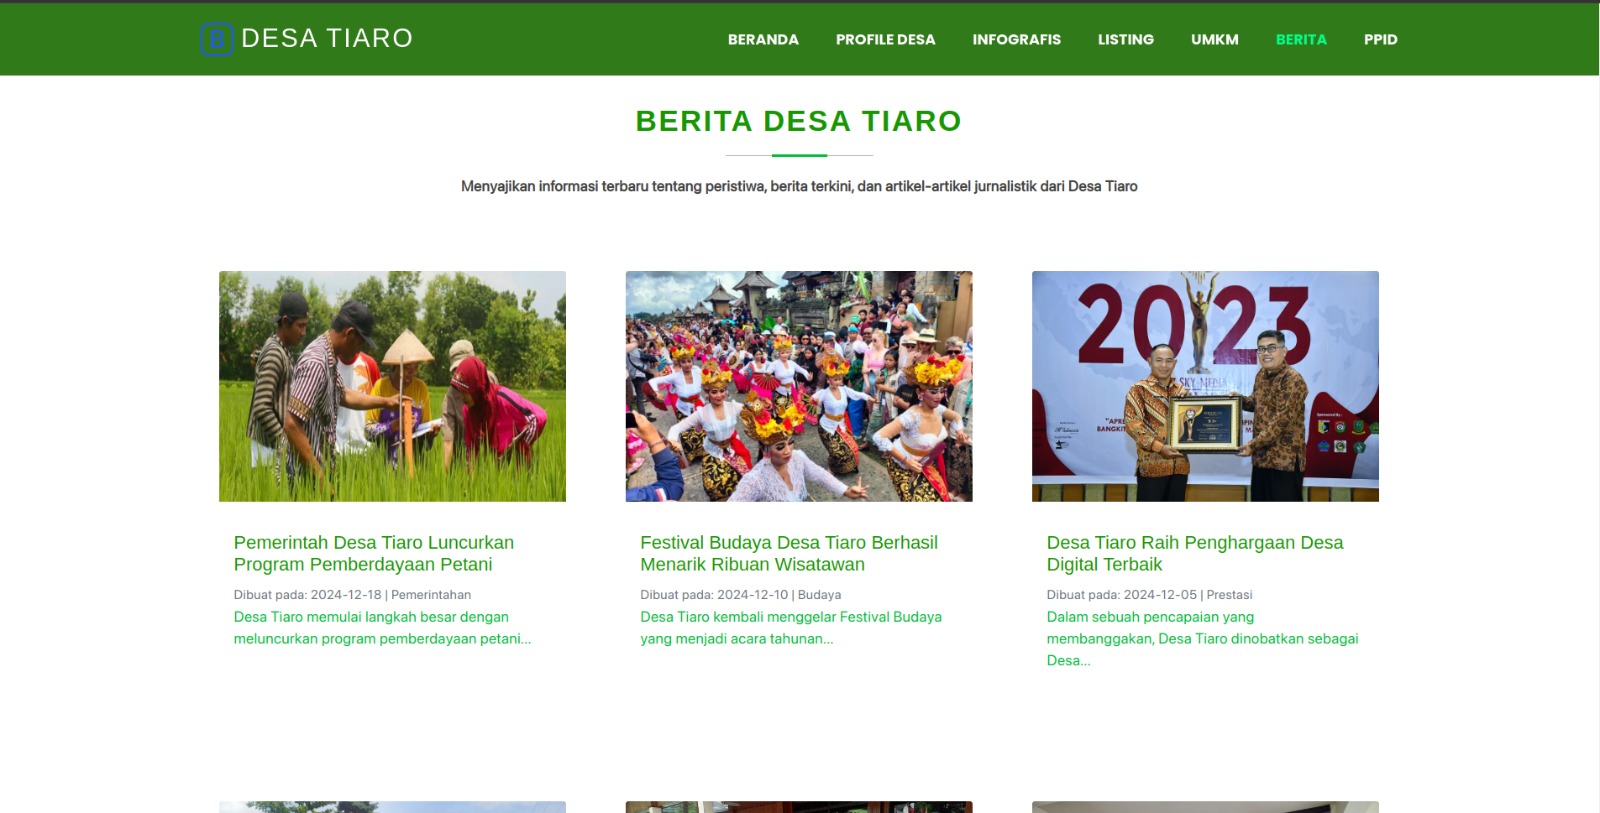 B DESA TIARO
BERANDA PROFILE DESA INFOGRAFIS LISTING UMKM BERITA PPID
BERITA DESA TIARO
Menyajikan informasi terbaru tentang peristiwa, berita terkini, dan artikel-artikel jurnalistik dari Desa Tiaro
2023
SKY MEDIA
Pemerintah Desa Tiaro Luncurkan
Program Pemberdayaan Petani
Dibuat pada: 2024-12-18 | Pemerintahan
Desa Tiaro memulai langkah besar dengan
meluncurkan program pemberdayaan petani...
Festival Budaya Desa Tiaro Berhasil
Menarik Ribuan Wisatawan
Dibuat pada: 2024-12-10 | Budaya
Desa Tiaro kembali menggelar Festival Budaya
yang menjadi acara tahunan...
Desa Tiaro Raih Penghargaan Desa
Digital Terbaik
Dibuat pada: 2024-12-05 | Prestasi
Dalam sebuah pencapaian yang
membanggakan, Desa Tiaro dinobatkan sebagai
Desa...